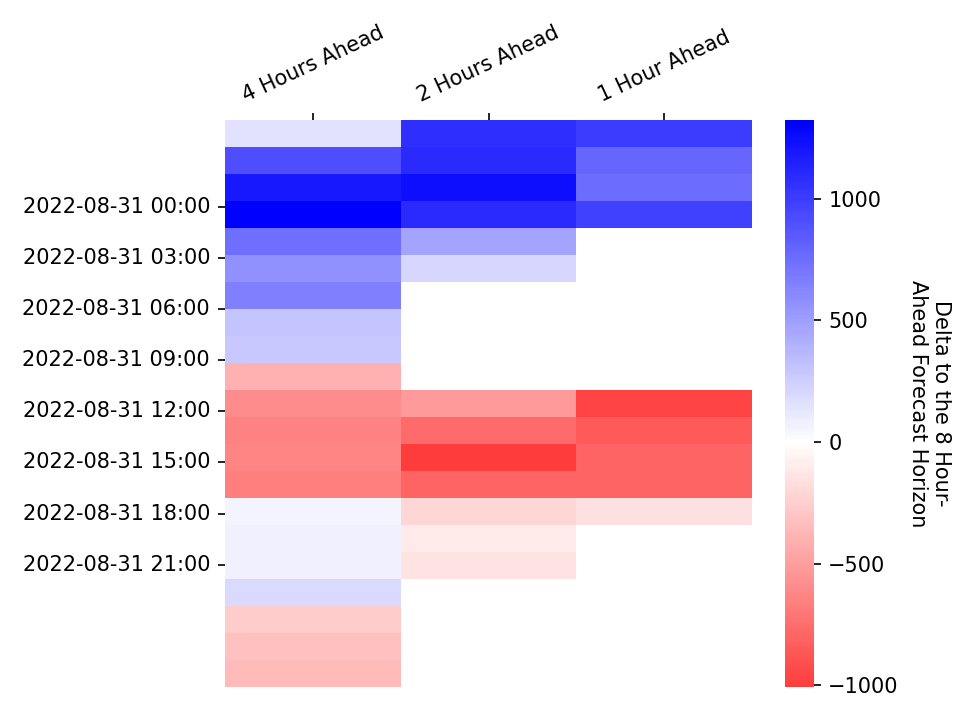 4 Hours Ahead
2 Hours Ahead
1 Hour Ahead
2022-08-31 00:00
2022-08-31 03:00
2022-08-31 06:00
2022-08-31 09:00
2022-08-31 12:00
2022-08-31 15:00
2022-08-31 18:00
2022-08-31 21:00
1000
500
0
−500
−1000
Delta to the 8 Hour-
Ahead Forecast Horizon